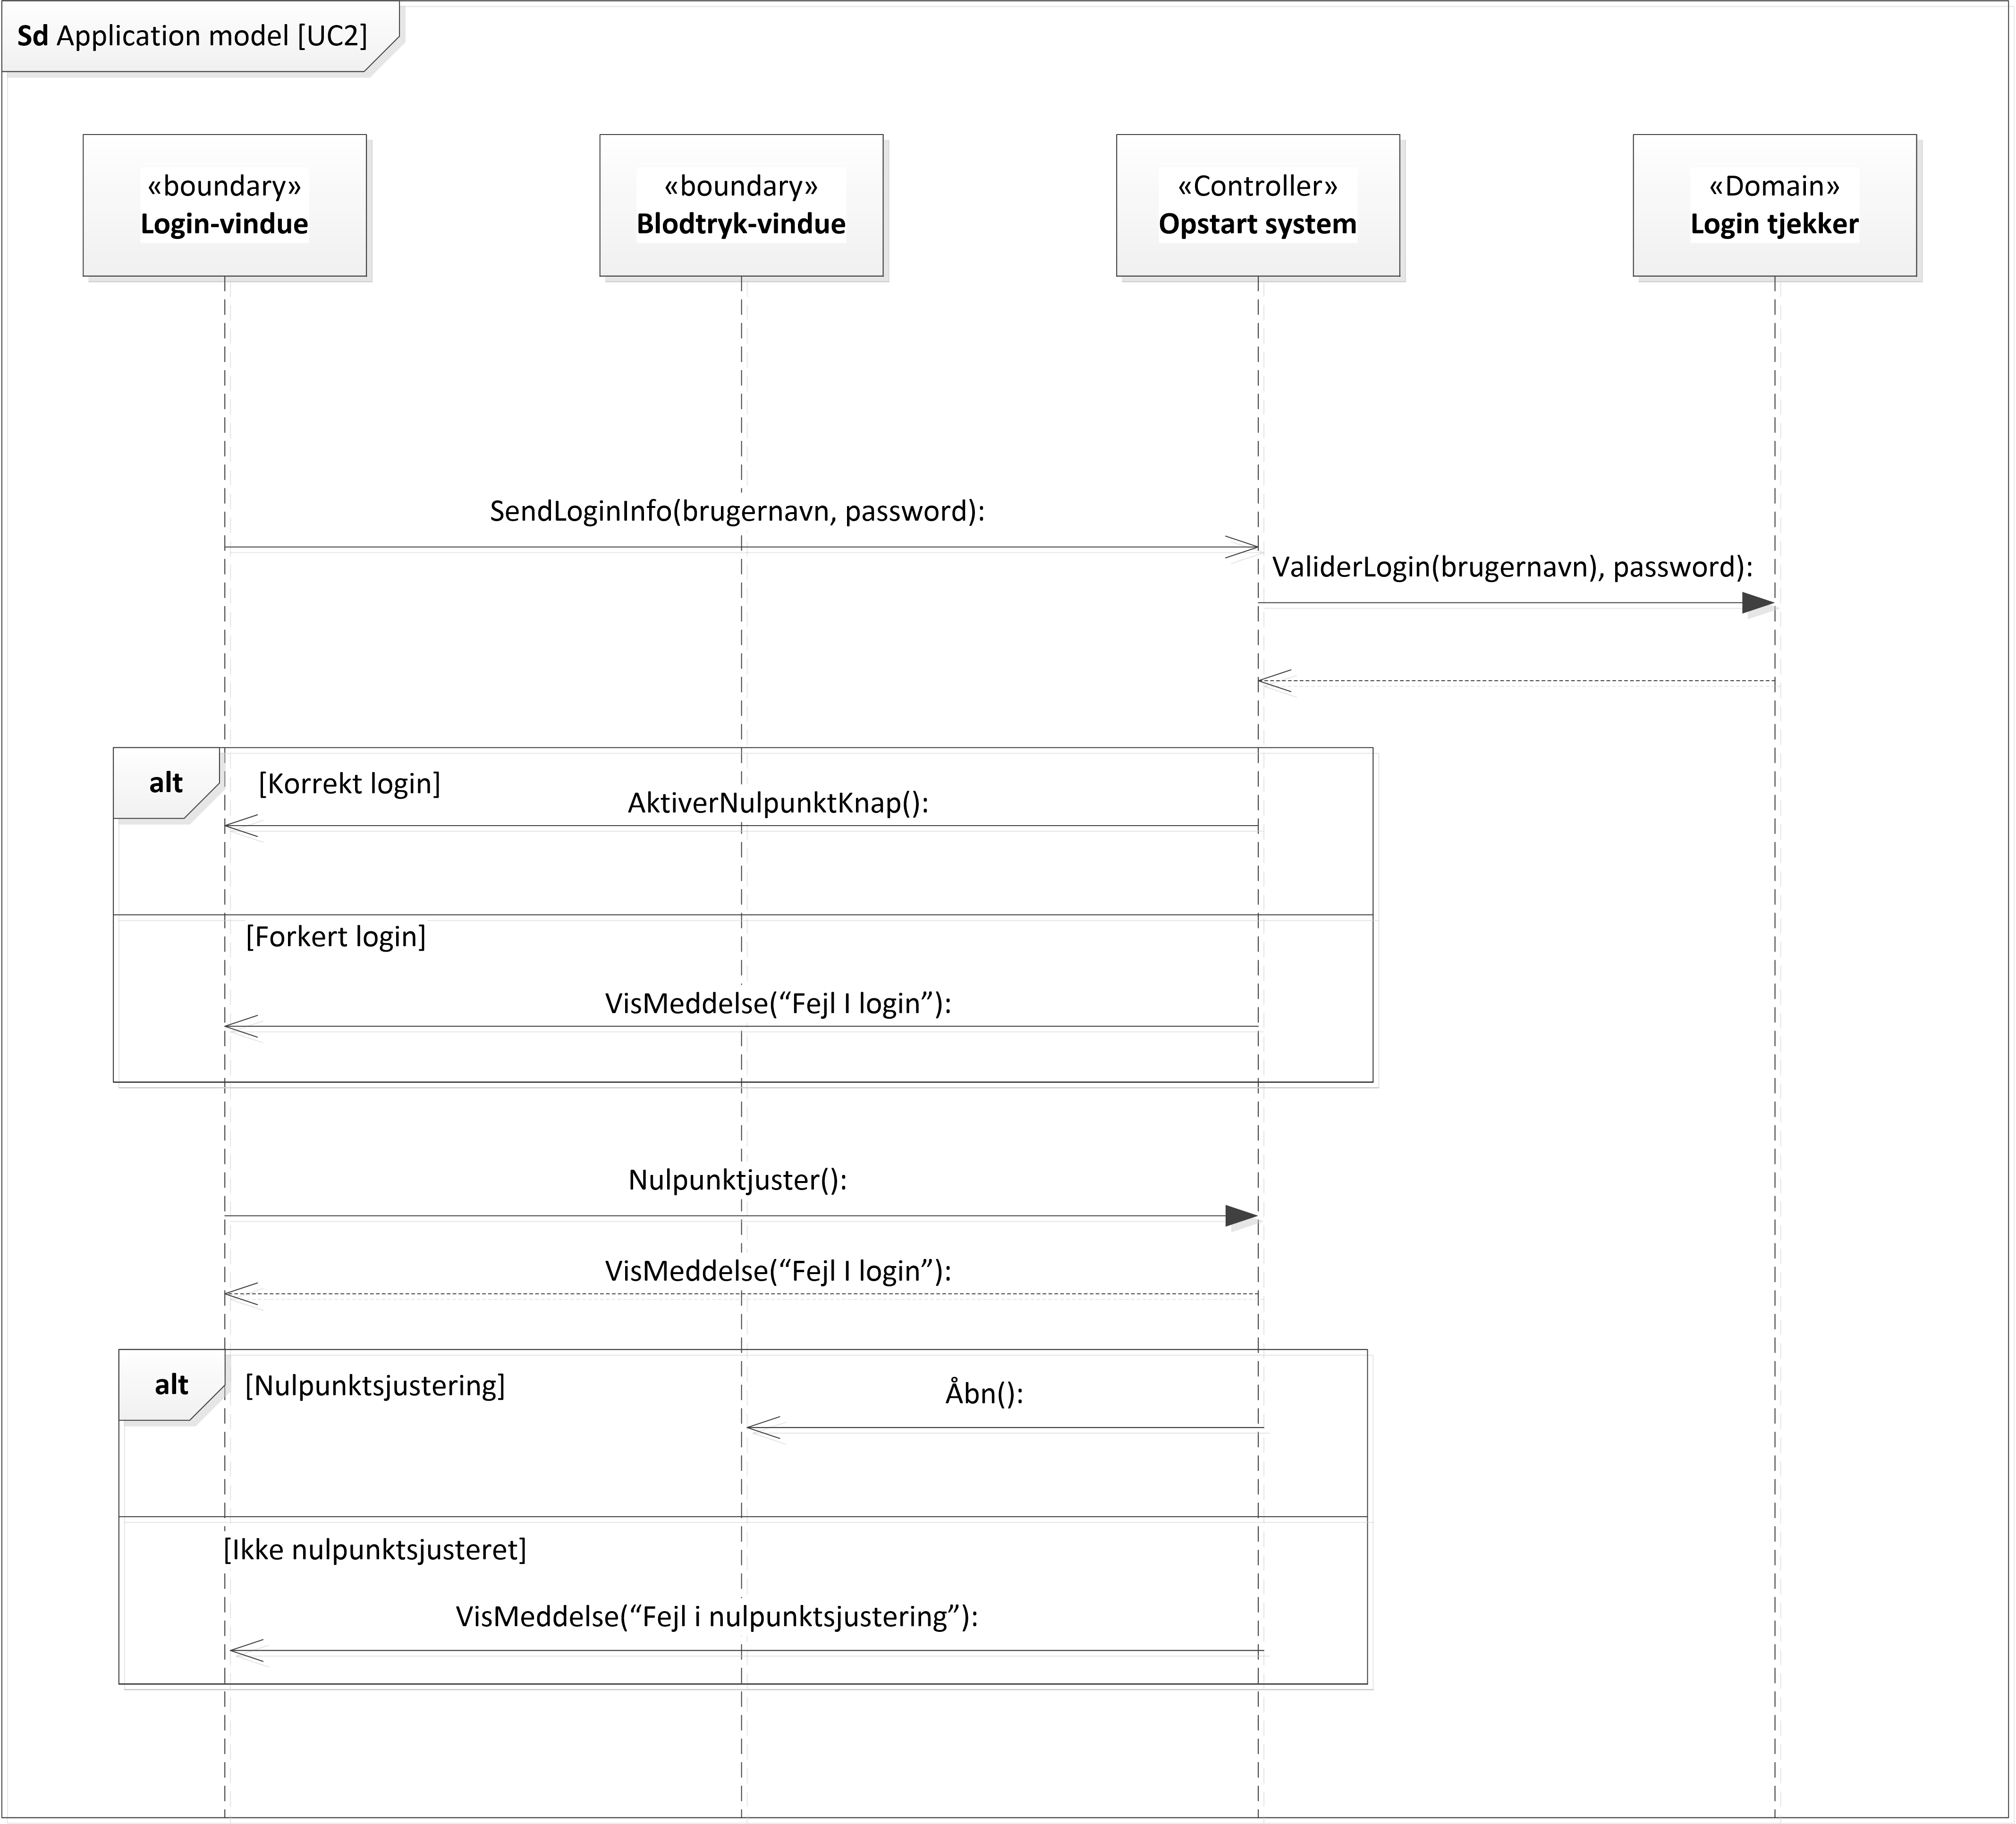 Sd Application model [UC2]
«boundary»
Login-vindue
«boundary»
Blodtryk-vindue
«Controller»
Opstart system
«Domain»
Login tjekker
SendLoginInfo(brugernavn, password):
ValiderLogin(brugernavn), password):
alt
[Korrekt login]
AktiverNulpunktKnap():
[Forkert login]
VisMeddelse(“Fejl I login”):
Nulpunktjuster():
VisMeddelse(“Fejl I login”):
alt
[Nulpunktsjustering]
Åbn():
[Ikke nulpunktsjusteret]
VisMeddelse(“Fejl i nulpunktsjustering”):